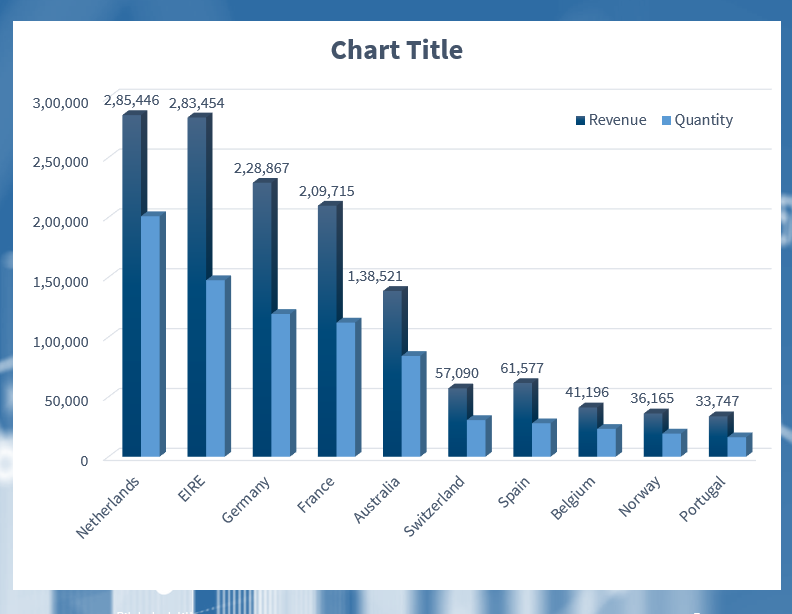 Chart Title
3,00,000
2,50,000
2,00,000
1,50,000
1,00,000
50,000
0
2,85,446
2,83,454
2,28,867
2,09,715
1,38,521
57,090
61,577
41,196
36,165
33,747
Revenue
Quantity
Netherlands
EIRE
Germany
France
Australia
Switzerland
Spain
Belgium
Norway
Portugal